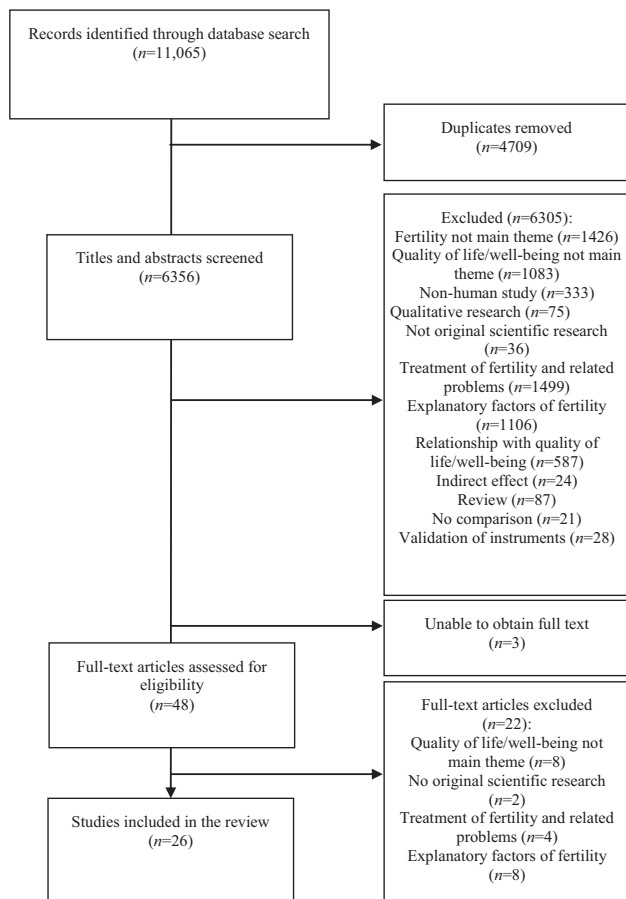 Records identified through database search
(n=11,065)
Duplicates removed
(n=4709)
Titles and abstracts screened
(n=6356)
Excluded (n=6305):
Fertility not main theme (n=1426)
Quality of life/well-being not main
theme (n=1083)
Non-human study (n=333)
Qualitative research (n=75)
Not original scientific research
(n=36)
Treatment of fertility and related
problems (n=1499)
Explanatory factors of fertility
(n=1106)
Relationship with quality of
life/well-being (n=587)
Indirect effect (n=24)
Review (n=87)
No comparison (n=21)
Validation of instruments (n=28)
Unable to obtain full text
(n=3)
Full-text articles assessed for
eligibility
(n=48)
Full-text articles excluded
(n=22):
Quality of life/well-being not
main theme (n=8)
No original scientific research
(n=2)
Treatment of fertility and related
problems (n=4)
Explanatory factors of fertility
(n=8)
Studies included in the review
(n=26)